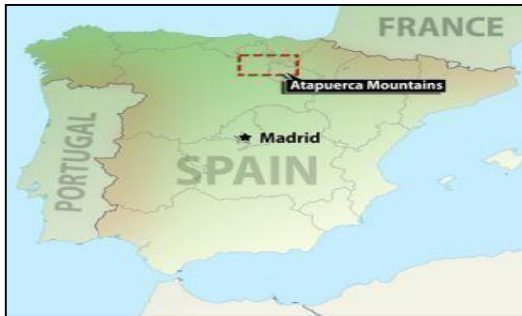 FRANCE
Atapuerca Mountains
Madrid
SPAIN
PORTUGAL